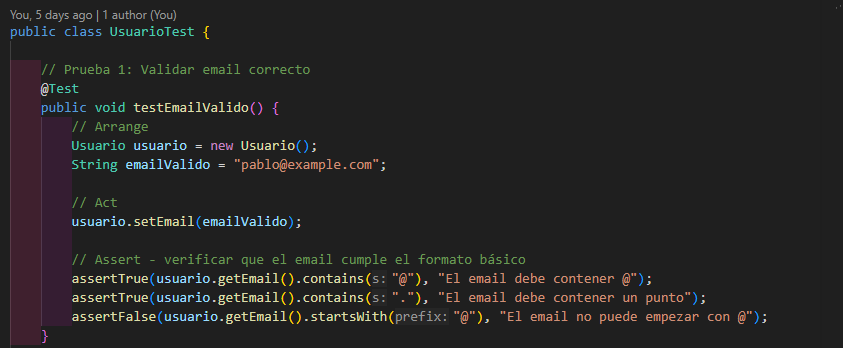 You, 5 days ago | 1 author (You)
public class UsuarioTest {
// Prueba 1: Validar email correcto
@Test
public void testEmailValido() {
// Arrange
Usuario usuario = new Usuario();
String emailValido = "pablo@example.com";
// Act
usuario.setEmail(emailValido);
// Assert - verificar que el email cumple el formato básico
assertTrue(usuario.getEmail().contains(s: "@"), "El email debe contener @");
assertTrue(usuario.getEmail().contains(s: "."), "El email debe contener un punto");
assertFalse(usuario.getEmail().startsWith(prefix: "@"), "El email no puede empezar con @");
}